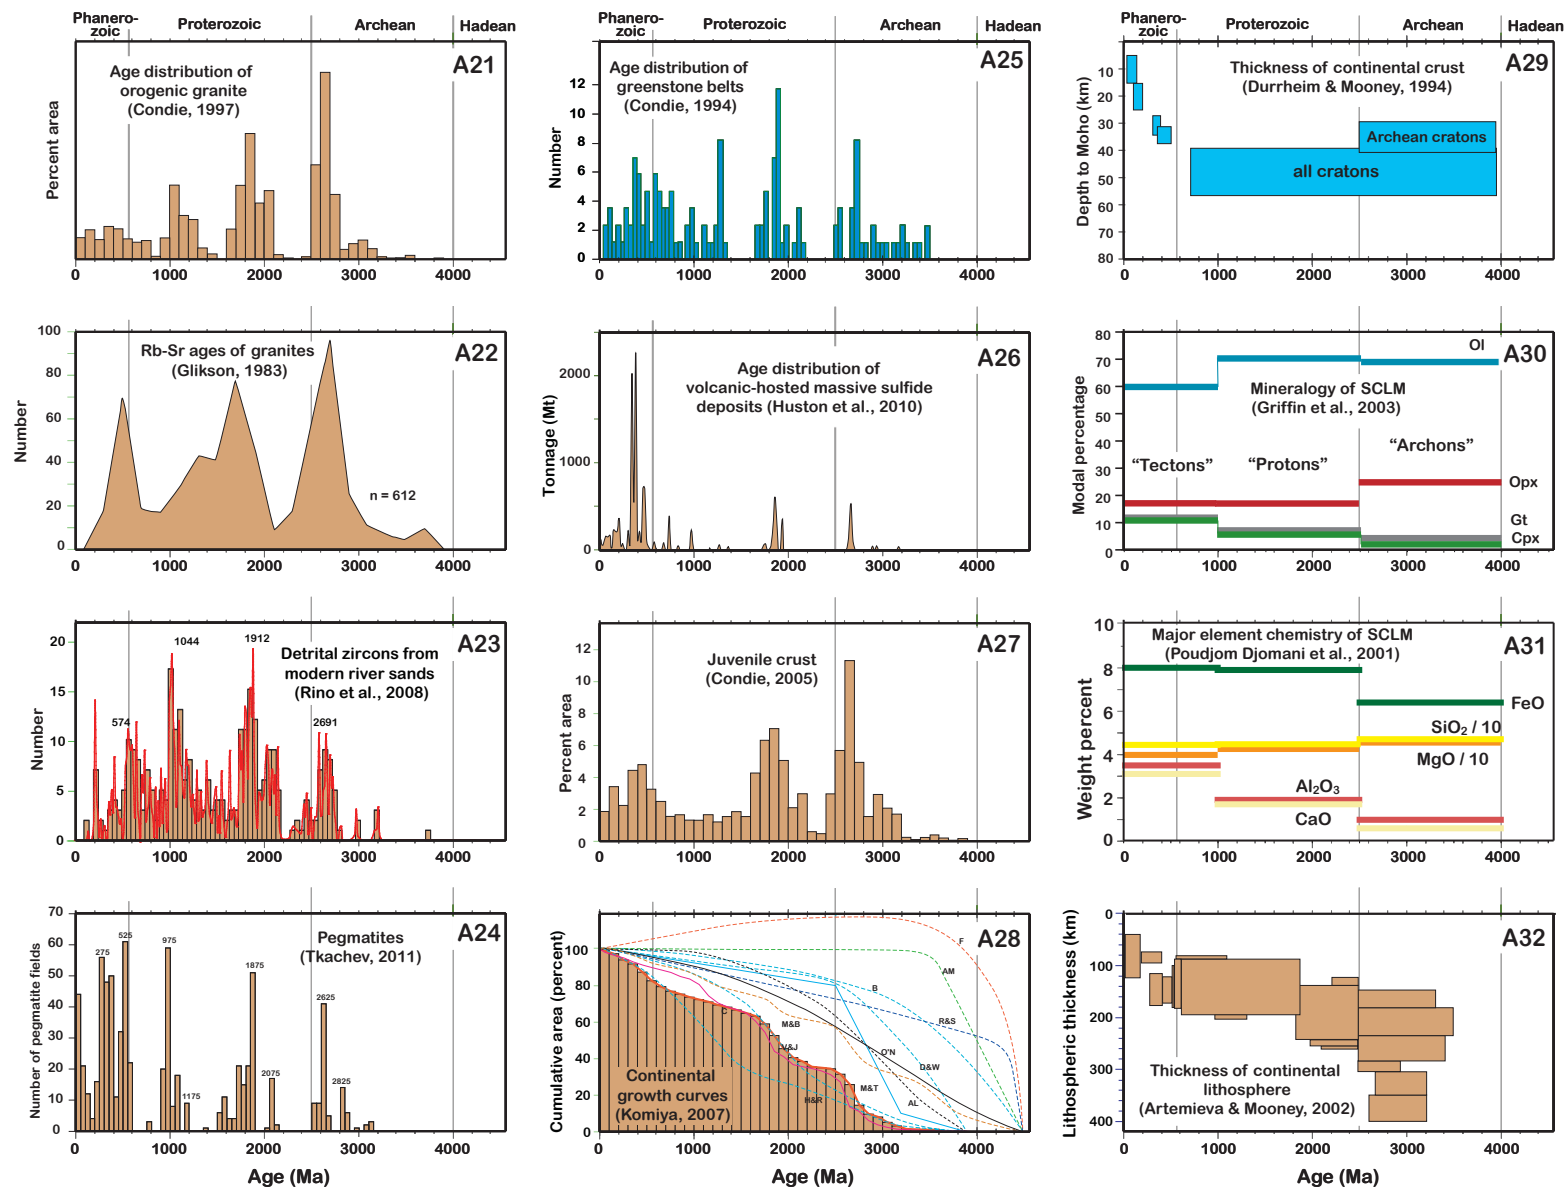 Phanero-
zoic
Proterozoic
Archean
Hadean
A21
Age distribution of
orogenic granite
(Condie, 1997)
Percent area
0 1000 2000 3000 4000
A22
Rb-Sr ages of granites
(Glikson, 1983)
n = 612
Number
100
80
60
40
20
0
0 1000 2000 3000 4000
A23
Detrital zircons from
modern river sands
(Rino et al., 2008)
574
1044
1912
2691
Number
20
15
10
5
0
0 1000 2000 3000 4000
A24
Pegmatites
(Tkachev, 2011)
275
525
975
1175
1875
2075
2625
2825
Number of pegmatite fields
70
60
50
40
30
20
10
0
0 1000 2000 3000 4000
Age (Ma)
Phanero-
zoic
Proterozoic
Archean
Hadean
A25
Age distribution of
greenstone belts
(Condie, 1994)
Number
12
10
8
6
4
2
0
0 1000 2000 3000 4000
A26
Age distribution of
volcanic-hosted massive sulfide
deposits (Huston et al., 2010)
Tonnage (Mt)
2000
1000
0
0 1000 2000 3000 4000
A27
Juvenile crust
(Condie, 2005)
Percent area
12
10
8
6
4
2
0
0 1000 2000 3000 4000
A28
Continental
growth curves
(Komiya, 2007)
F
AM
B
R&S
C
M&B
V&J
O'N
D&W
M&T
H&R
AL
Cumulative area (percent)
100
80
60
40
20
0
0 1000 2000 3000 4000
Age (Ma)
Phanero-
zoic
Proterozoic
Archean
Hadean
A29
Thickness of continental crust
(Durrheim & Mooney, 1994)
Archean cratons
all cratons
Depth to Moho (km)
10
20
30
40
50
60
70
80
0 1000 2000 3000 4000
A30
Ol
Mineralogy of SCLM
(Griffin et al., 2003)
"Archons"
"Tectons"
"Protons"
Opx
Gt
Cpx
Modal percentage
80
70
60
50
40
30
20
10
0
0 1000 2000 3000 4000
A31
Major element chemistry of SCLM
(Poudjom Djomani et al., 2001)
FeO
SiO₂ / 10
MgO / 10
Al₂O₃
CaO
Weight percent
10
8
6
4
2
0
0 1000 2000 3000 4000
A32
Thickness of continental
lithosphere
(Artemieva & Mooney, 2002)
Lithospheric thickness (km)
0
100
200
300
400
0 1000 2000 3000 4000
Age (Ma)